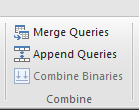 Merge Queries
Append Queries
Combine Binaries
Combine